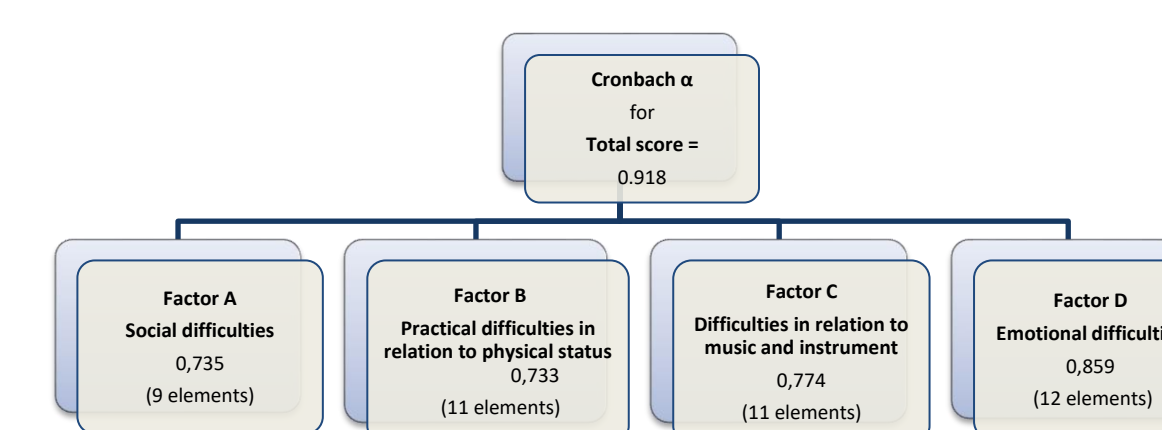 Cronbach α
for
Total score =
0.918
Factor A
Social difficulties
0,735
(9 elements)
Factor B
Practical difficulties in
relation to physical status
0,733
(11 elements)
Factor C
Difficulties in relation to
music and instrument
0,774
(11 elements)
Factor D
Emotional difficulti
0,859
(12 elements)